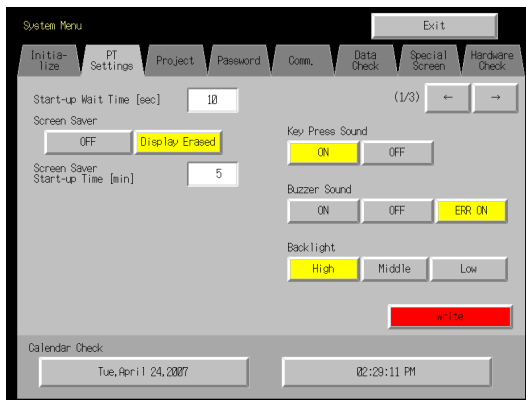 System Menu
Exit
Initia-
lize
PT
Settings
Project
Password
Comm.
Data
Check
Special
Screen
Hardware
Check
Start-up Wait Time [sec]
10
(1/3)
←
→
Screen Saver
OFF
Display Erased
Key Press Sound
ON
OFF
Screen Saver
Start-up Time [min]
5
Buzzer Sound
ON
OFF
ERR ON
Backlight
High
Middle
Low
Write
Calendar Check
Tue,April 24,2007
02:29:11 PM